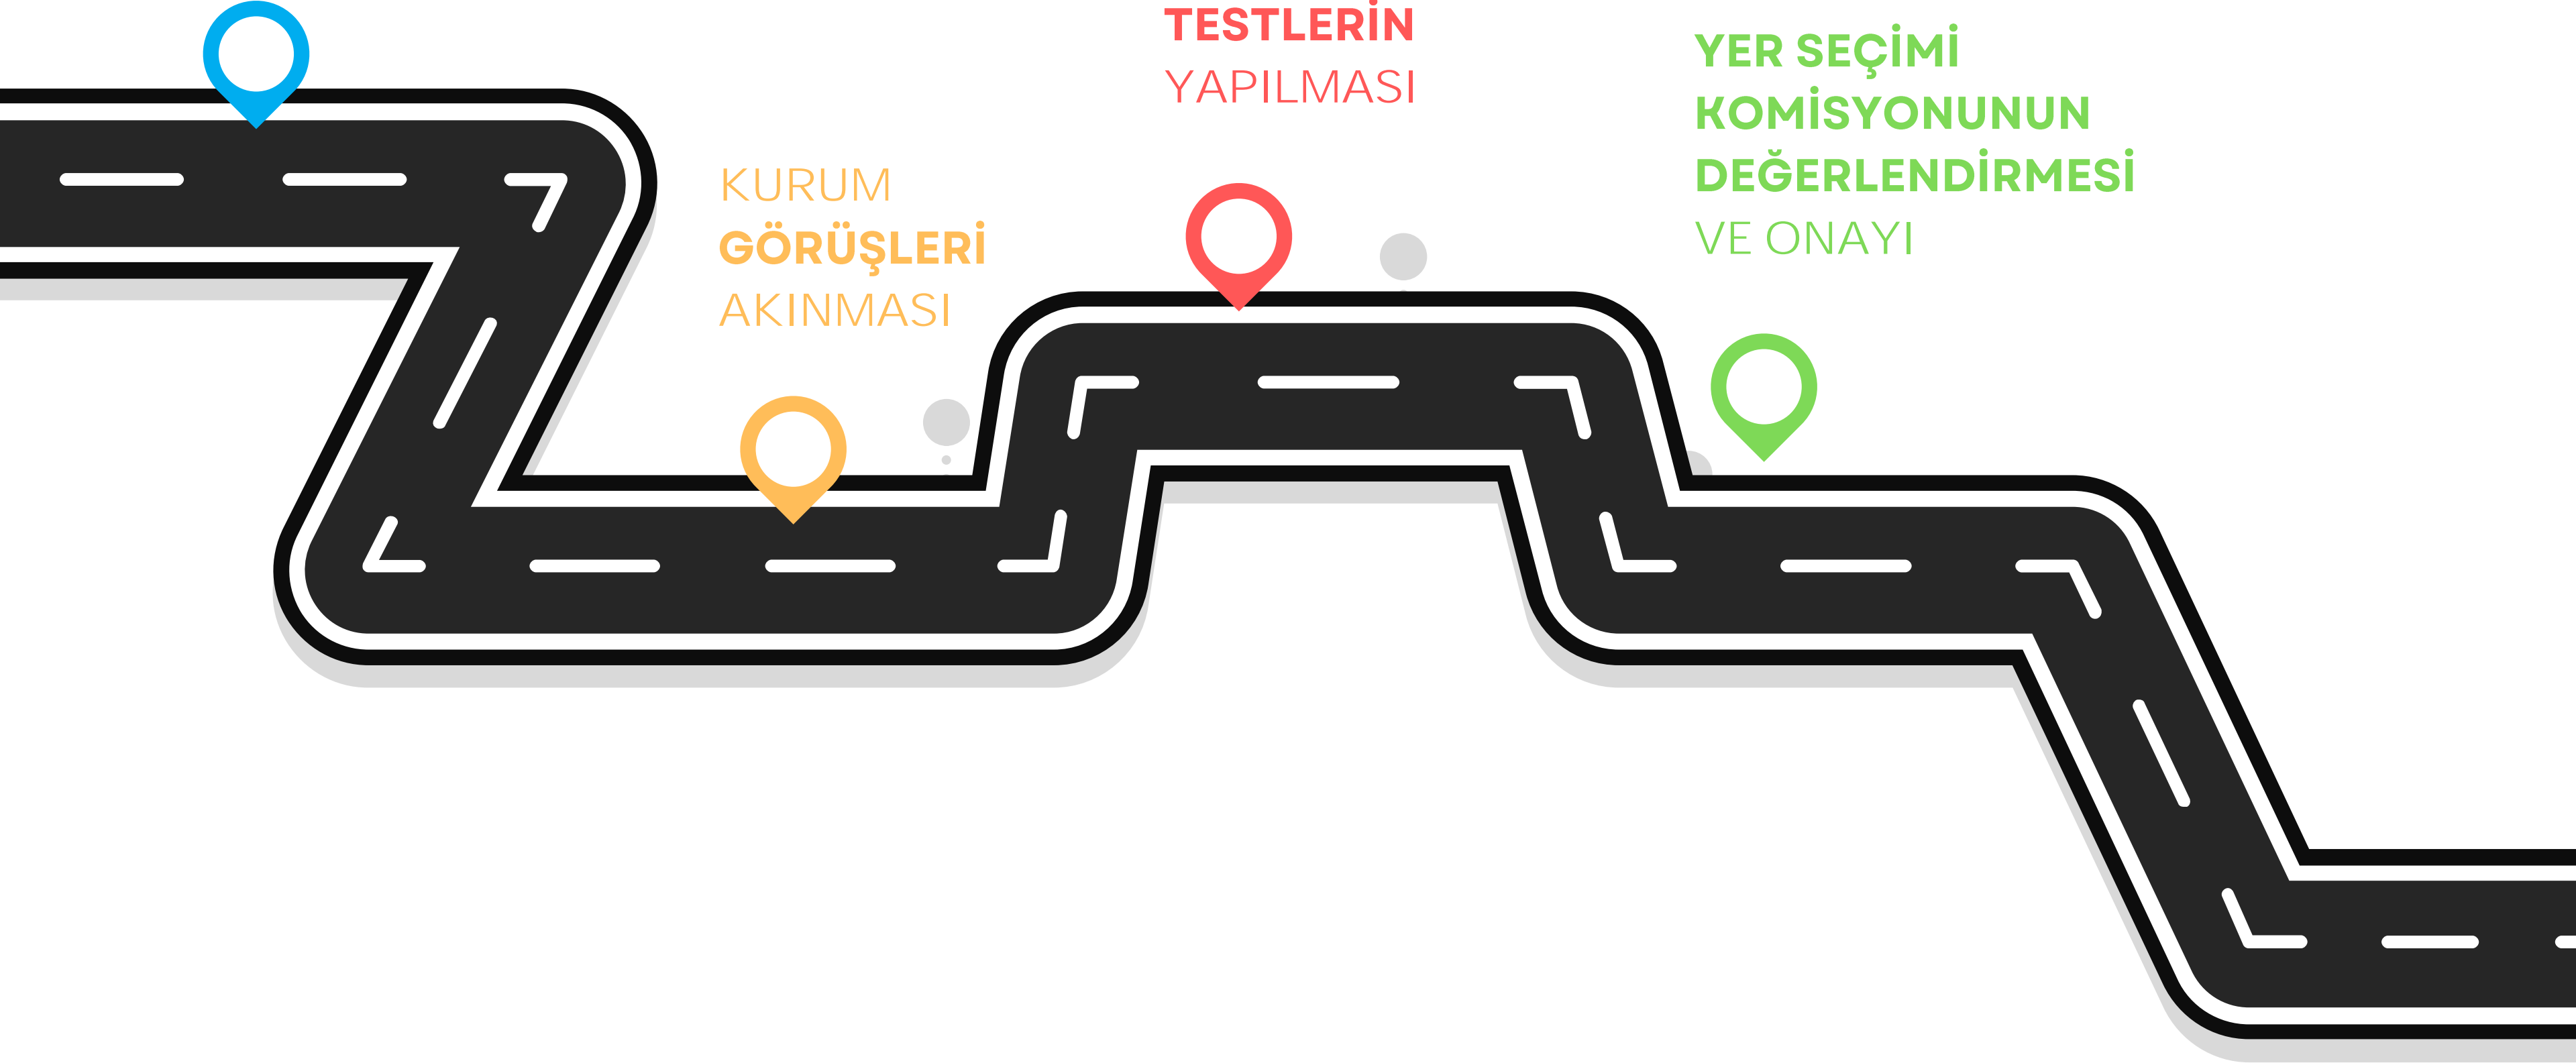 KURUM
GÖRÜŞLERİ
AKINMASI
TESTLERİN
YAPILMASI
YER SEÇİMİ
KOMİSYONUNUN
DEĞERLENDİRMESİ
VE ONAYI